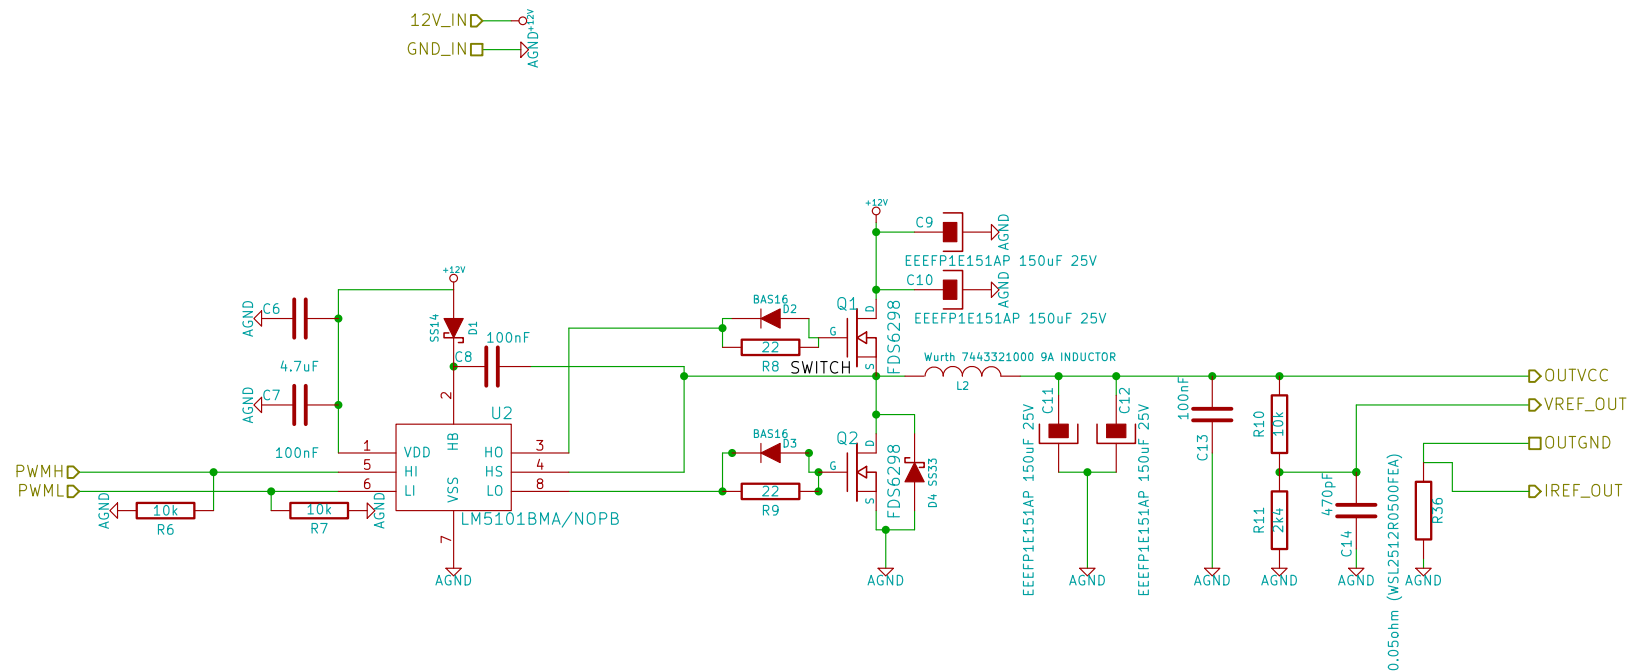 12V_IN
+12V
GND_IN
AGND
+12V
C9
AGND
EEEFP1E151AP 150uF 25V
+12V
C10
AGND
EEEFP1E151AP 150uF 25V
C6
AGND
4.7uF
SS14
D1
100nF
C8
BAS16
D2
22
R8
Q1
D
G
S
FDS6298
SWITCH
Wurth 7443321000 9A INDUCTOR
L2
C7
AGND
100nF
2
U2
HB
1
VDD
HO
3
PWMH
5
HI
HS
4
PWML
6
LI
LO
8
VSS
7
LM5101BMA/NOPB
AGND
AGND
10k
R6
10k
R7
AGND
BAS16
D3
22
R9
Q2
D
G
S
FDS6298
D4 SS33
AGND
C11
EEEFP1E151AP 150uF 25V
C12
EEEFP1E151AP 150uF 25V
AGND
100nF
C13
AGND
R10
10k
R11
2k4
AGND
470pF
C14
AGND
0.05ohm (WSL2512R0500FEA)
R36
AGND
OUTVCC
VREF_OUT
OUTGND
IREF_OUT